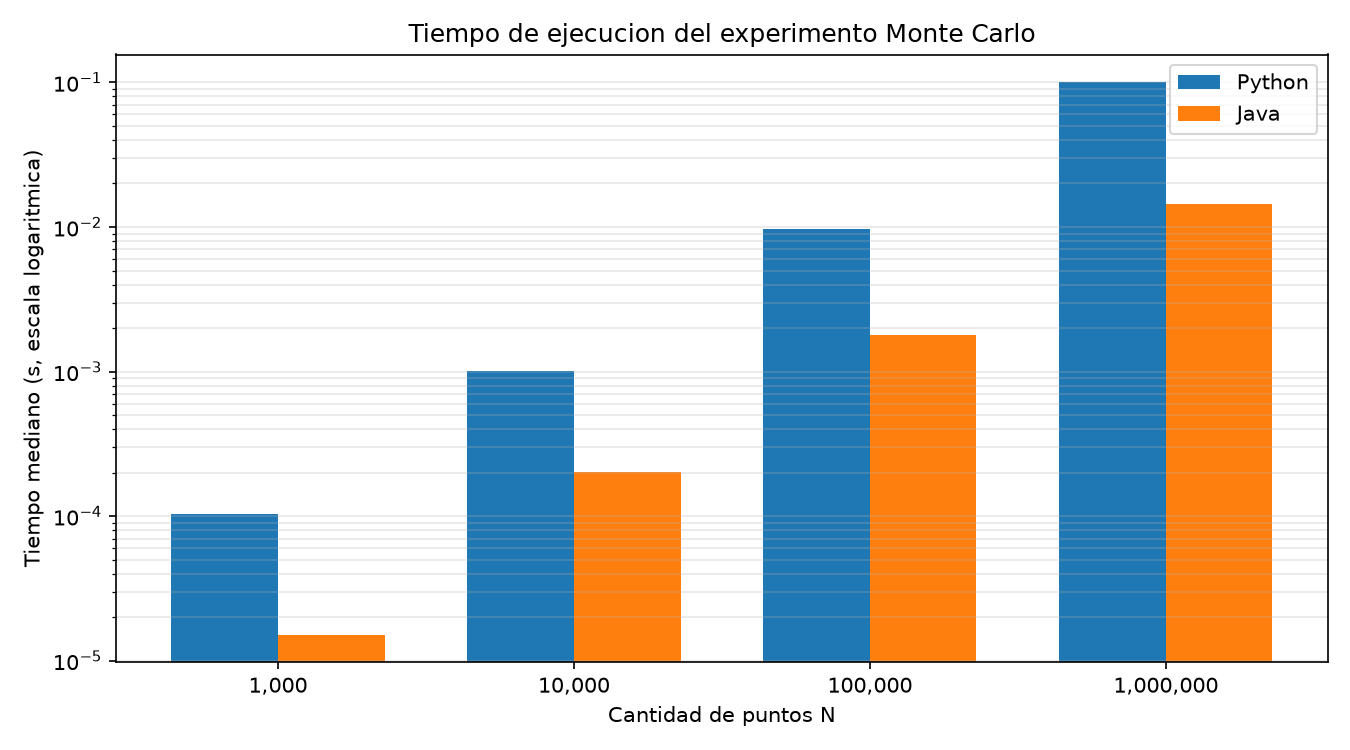 Tiempo de ejecucion del experimento Monte Carlo
Python
Java
Tiempo mediano (s, escala logaritmica)
10⁻¹
10⁻²
10⁻³
10⁻⁴
10⁻⁵
1,000
10,000
100,000
1,000,000
Cantidad de puntos N